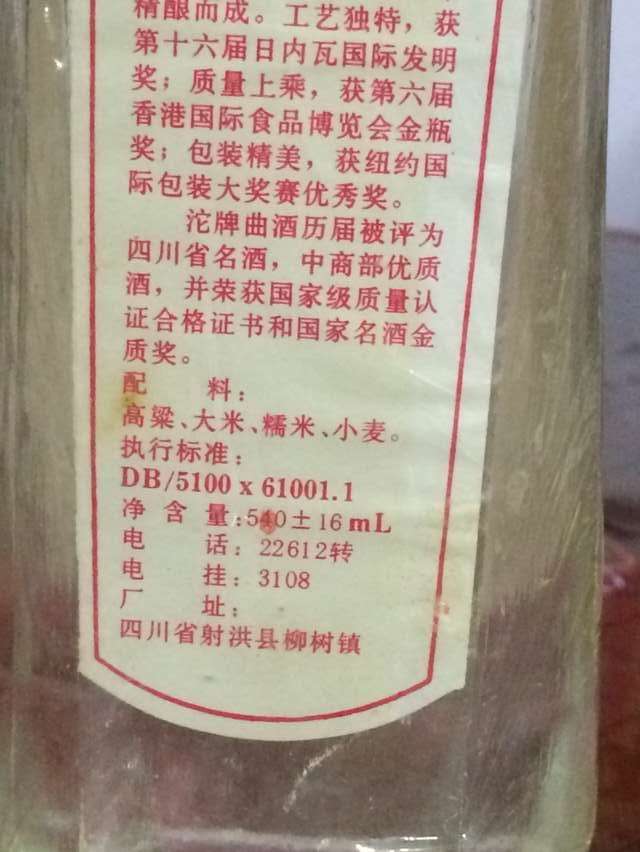 精酿而成。工艺独特，获
第十六届日内瓦国际发明
奖；质量上乘，获第六届
香港国际食品博览会金瓶
奖；包装精美，获纽约国
际包装大奖赛优秀奖。
沱牌曲酒历届被评为
四川省名酒，中商部优质
酒，并荣获国家级质量认
证合格证书和国家名酒金
质奖。
配 料：
高粱、大米、糯米、小麦。
执行标准：
DB/5100 x 61001.1
净含量:540±16mL
电 话：22612转
电 挂：3108
厂 址：
四川省射洪县柳树镇